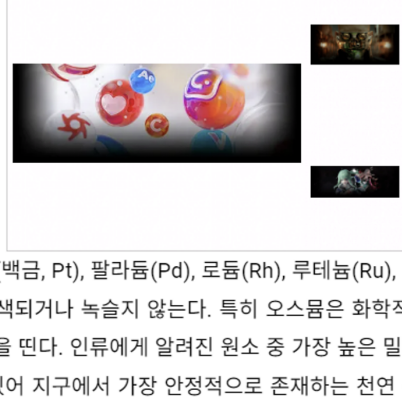 (백금, Pt), 팔라듐(Pd), 로듐(Rh), 루테늄(Ru),
색되거나 녹슬지 않는다. 특히 오스뮴은 화학적
을 띤다. 인류에게 알려진 원소 중 가장 높은 밀
있어 지구에서 가장 안정적으로 존재하는 천연